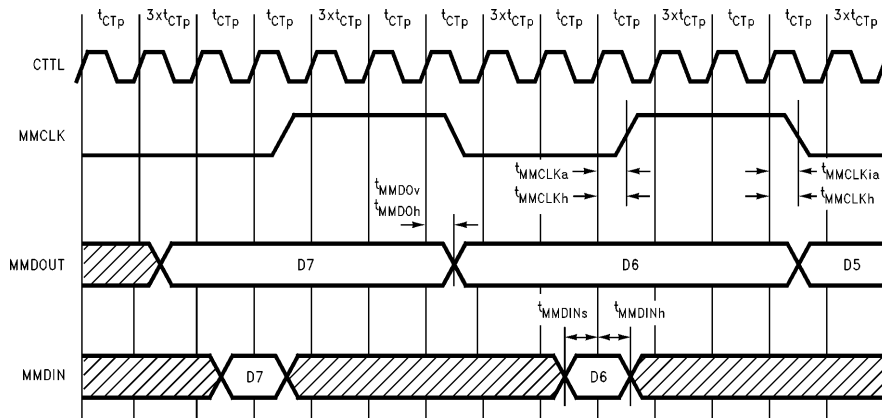 tCTp 3xtCTp tCTp tCTp 3xtCTp tCTp tCTp 3xtCTp tCTp tCTp 3xtCTp tCTp tCTp 3xtCTp
CTTL
MMCLK
tMMCLKa tMMCLKia
tMMDOv
tMMCLKh tMMCLKh
tMMDOh
MMDOUT D7 D6 D5
tMMDINs tMMDINh
MMDIN D7 D6